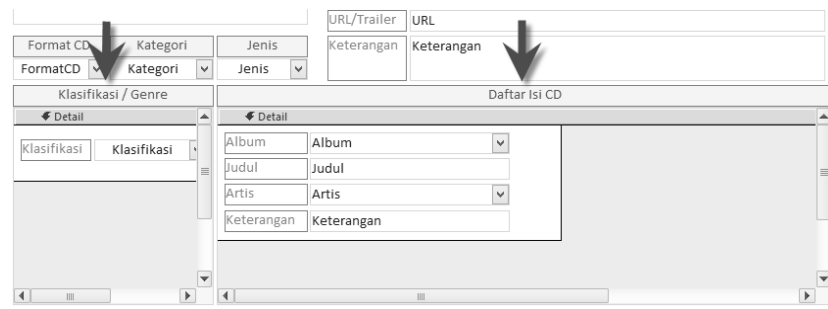 URL/Trailer URL
Format CD Kategori Jenis
Keterangan Keterangan
FormatCD Kategori Jenis
Klasifikasi / Genre
Daftar Isi CD
Detail
Klasifikasi Klasifikasi
Detail
Album Album
Judul Judul
Artis Artis
Keterangan Keterangan